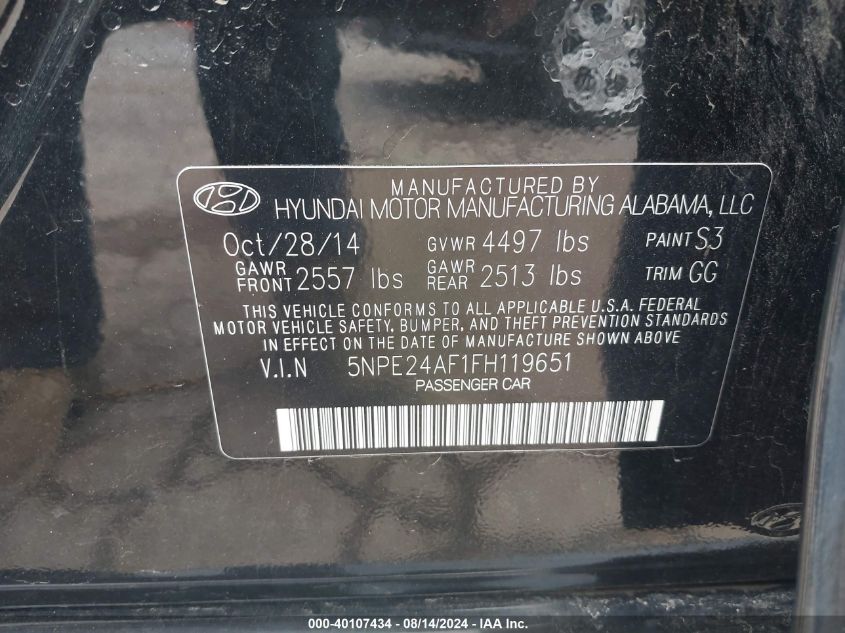 MANUFACTURED BY
HYUNDAI MOTOR MANUFACTURING ALABAMA, LLC
Oct/28/14 GVWR 4497 lbs PAINT S3
GAWR FRONT 2557 lbs GAWR REAR 2513 lbs TRIM GG
THIS VEHICLE CONFORMS TO ALL APPLICABLE U.S.A. FEDERAL
MOTOR VEHICLE SAFETY, BUMPER, AND THEFT PREVENTION STANDARDS
IN EFFECT ON THE DATE OF MANUFACTURE SHOWN ABOVE
V.I.N 5NPE24AF1FH119651
PASSENGER CAR
000-40107434 - 08/14/2024 - IAA Inc.